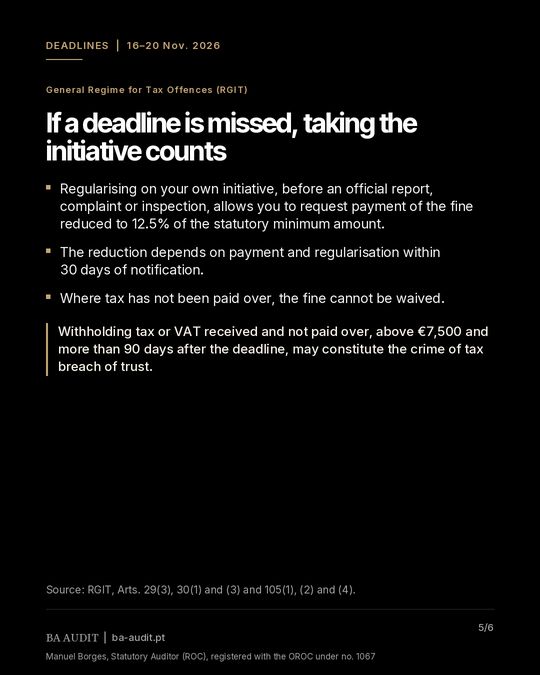 DEADLINES | 16–20 Nov. 2026
General Regime for Tax Offences (RGIT)
If a deadline is missed, taking the
initiative counts
Regularising on your own initiative, before an official report,
complaint or inspection, allows you to request payment of the fine
reduced to 12.5% of the statutory minimum amount.
The reduction depends on payment and regularisation within
30 days of notification.
Where tax has not been paid over, the fine cannot be waived.
Withholding tax or VAT received and not paid over, above €7,500 and
more than 90 days after the deadline, may constitute the crime of tax
breach of trust.
Source: RGIT, Arts. 29(3), 30(1) and (3) and 105(1), (2) and (4).
5/6
BA AUDIT | ba-audit.pt
Manuel Borges, Statutory Auditor (ROC), registered with the OROC under no. 1067